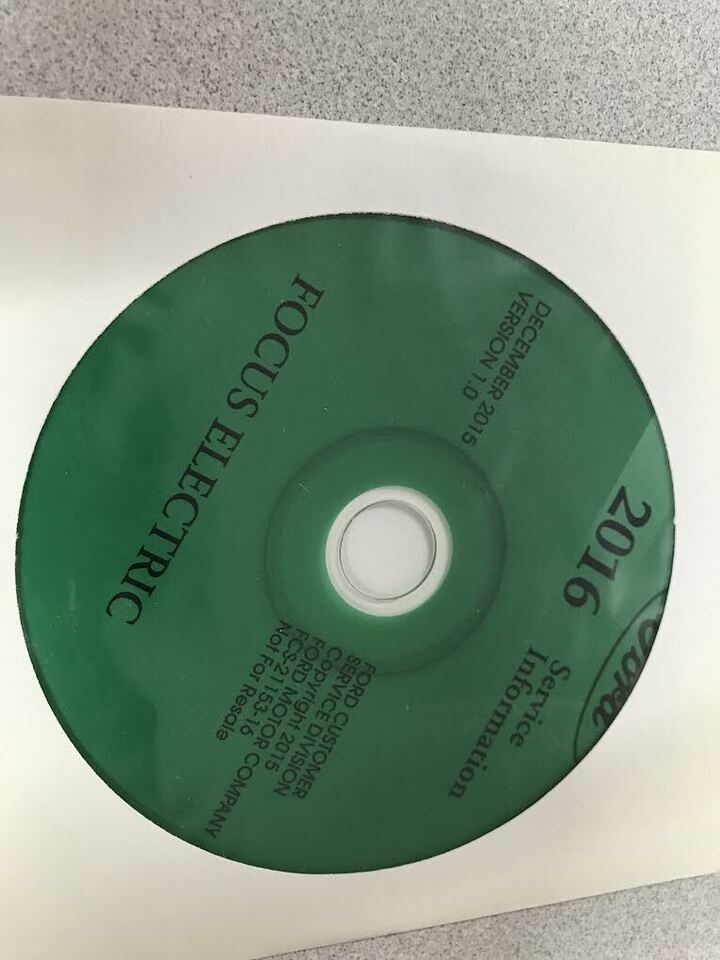 Ford
2016
Service
Information
DECEMBER 2015
VERSION 1.0
FORD CUSTOMER
SERVICE DIVISION
Copyright 2015
FORD MOTOR COMPANY
FCS-21153-16
Not For Resale
FOCUS ELECTRIC